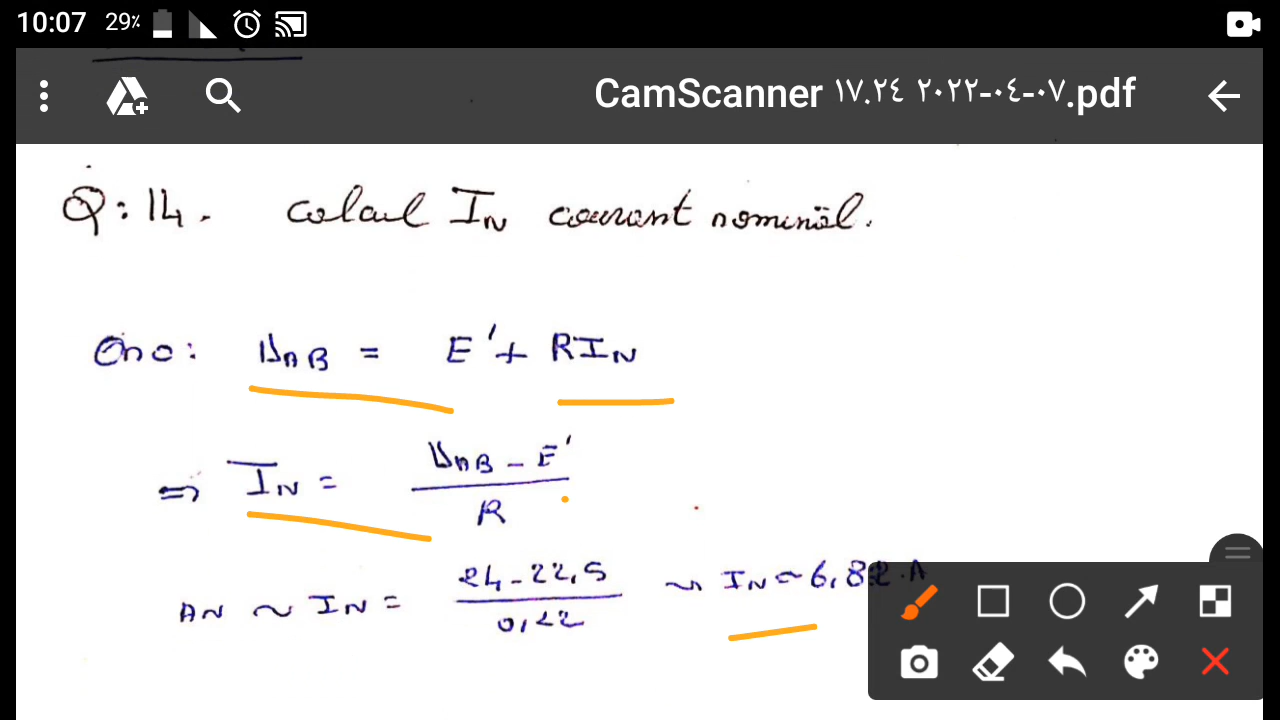 10:07 29%
CamScanner ١٧.٢٤ ٢٠٢٢-٠٤-٠٧.pdf
Q: 14. calcul IN courant nominal.
On a: UAB = E' + RIN
⇒ IN = UAB - E' / R
AN ~ IN = 24-22,5 / 0,22 ~ IN ~ 6,82 A